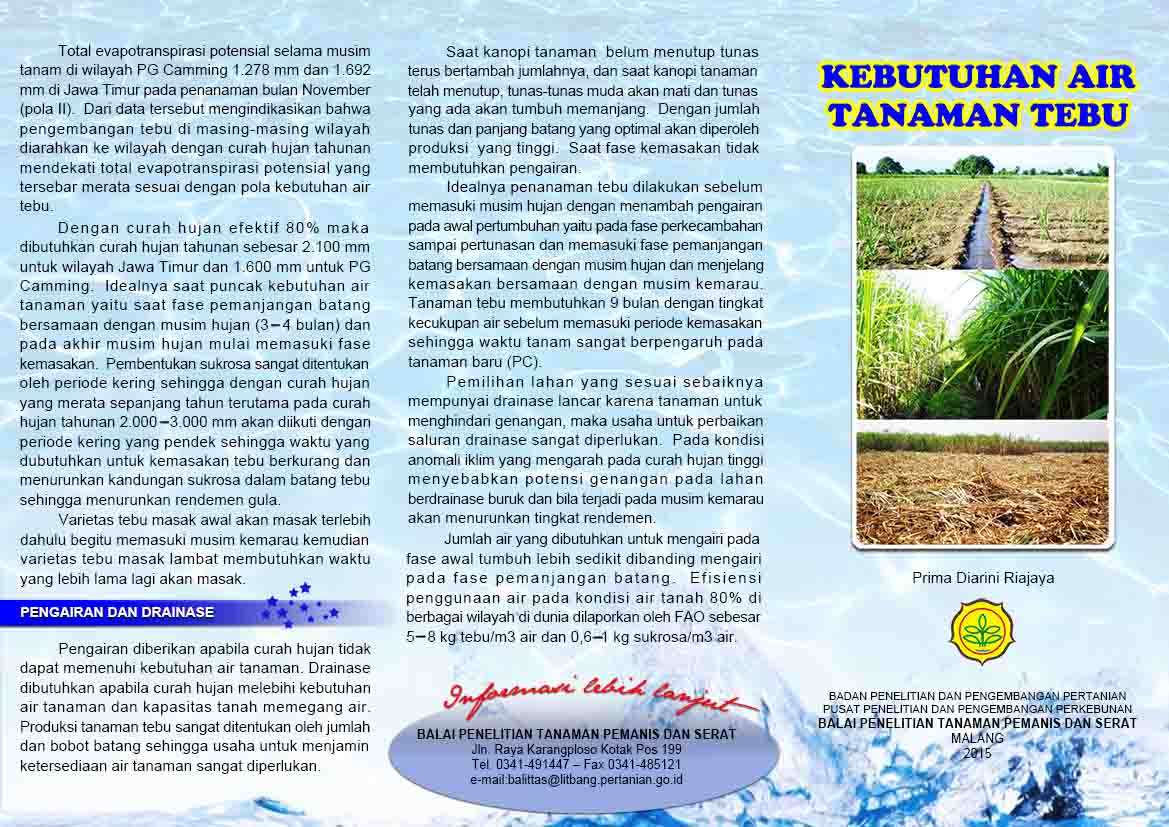 Total evapotranspirasi potensial selama musim
tanam di wilayah PG Camming 1.278 mm dan 1.692
mm di Jawa Timur pada penanaman bulan November
(pola II). Dari data tersebut mengindikasikan bahwa
pengembangan tebu di masing-masing wilayah
diarahkan ke wilayah dengan curah hujan tahunan
mendekati total evapotranspirasi potensial yang
tersebar merata sesuai dengan pola kebutuhan air
tebu.
Dengan curah hujan efektif 80% maka
dibutuhkan curah hujan tahunan sebesar 2.100 mm
untuk wilayah Jawa Timur dan 1.600 mm untuk PG
Camming. Idealnya saat puncak kebutuhan air
tanaman yaitu saat fase pemanjangan batang
bersamaan dengan musim hujan (3–4 bulan) dan
pada akhir musim hujan mulai memasuki fase
kemasakan. Pembentukan sukrosa sangat ditentukan
oleh periode kering sehingga dengan curah hujan
yang merata sepanjang tahun terutama pada curah
hujan tahunan 2.000–3.000 mm akan diikuti dengan
periode kering yang pendek sehingga waktu yang
dubutuhkan untuk kemasakan tebu berkurang dan
menurunkan kandungan sukrosa dalam batang tebu
sehingga menurunkan rendemen gula.
Varietas tebu masak awal akan masak terlebih
dahulu begitu memasuki musim kemarau kemudian
varietas tebu masak lambat membutuhkan waktu
yang lebih lama lagi akan masak.
PENGAIRAN DAN DRAINASE
Pengairan diberikan apabila curah hujan tidak
dapat memenuhi kebutuhan air tanaman. Drainase
dibutuhkan apabila curah hujan melebihi kebutuhan
air tanaman dan kapasitas tanah memegang air.
Produksi tanaman tebu sangat ditentukan oleh jumlah
dan bobot batang sehingga usaha untuk menjamin
ketersediaan air tanaman sangat diperlukan.
Saat kanopi tanaman belum menutup tunas
terus bertambah jumlahnya, dan saat kanopi tanaman
telah menutup, tunas-tunas muda akan mati dan tunas
yang ada akan tumbuh memanjang. Dengan jumlah
tunas dan panjang batang yang optimal akan diperoleh
produksi yang tinggi. Saat fase kemasakan tidak
membutuhkan pengairan.
Idealnya penanaman tebu dilakukan sebelum
memasuki musim hujan dengan menambah pengairan
pada awal pertumbuhan yaitu pada fase perkecambahan
sampai pertunasan dan memasuki fase pemanjangan
batang bersamaan dengan musim hujan dan menjelang
kemasakan bersamaan dengan musim kemarau.
Tanaman tebu membutuhkan 9 bulan dengan tingkat
kecukupan air sebelum memasuki periode kemasakan
sehingga waktu tanam sangat berpengaruh pada
tanaman baru (PC).
Pemilihan lahan yang sesuai sebaiknya
mempunyai drainase lancar karena tanaman untuk
menghindari genangan, maka usaha untuk perbaikan
saluran drainase sangat diperlukan. Pada kondisi
anomali iklim yang mengarah pada curah hujan tinggi
menyebabkan potensi genangan pada lahan
berdrainase buruk dan bila terjadi pada musim kemarau
akan menurunkan tingkat rendemen.
Jumlah air yang dibutuhkan untuk mengairi pada
fase awal tumbuh lebih sedikit dibanding mengairi
pada fase pemanjangan batang. Efisiensi
penggunaan air pada kondisi air tanah 80% di
berbagai wilayah di dunia dilaporkan oleh FAO sebesar
5–8 kg tebu/m3 air dan 0,6–1 kg sukrosa/m3 air.
Informasi lebih lanjut
BALAI PENELITIAN TANAMAN PEMANIS DAN SERAT
Jln. Raya Karangploso Kotak Pos 199
Tel. 0341-491447 – Fax 0341-485121
e-mail:balittas@litbang.pertanian.go.id
KEBUTUHAN AIR
TANAMAN TEBU
Prima Diarini Riajaya
BADAN PENELITIAN DAN PENGEMBANGAN PERTANIAN
PUSAT PENELITIAN DAN PENGEMBANGAN PERKEBUNAN
BALAI PENELITIAN TANAMAN PEMANIS DAN SERAT
MALANG
2015